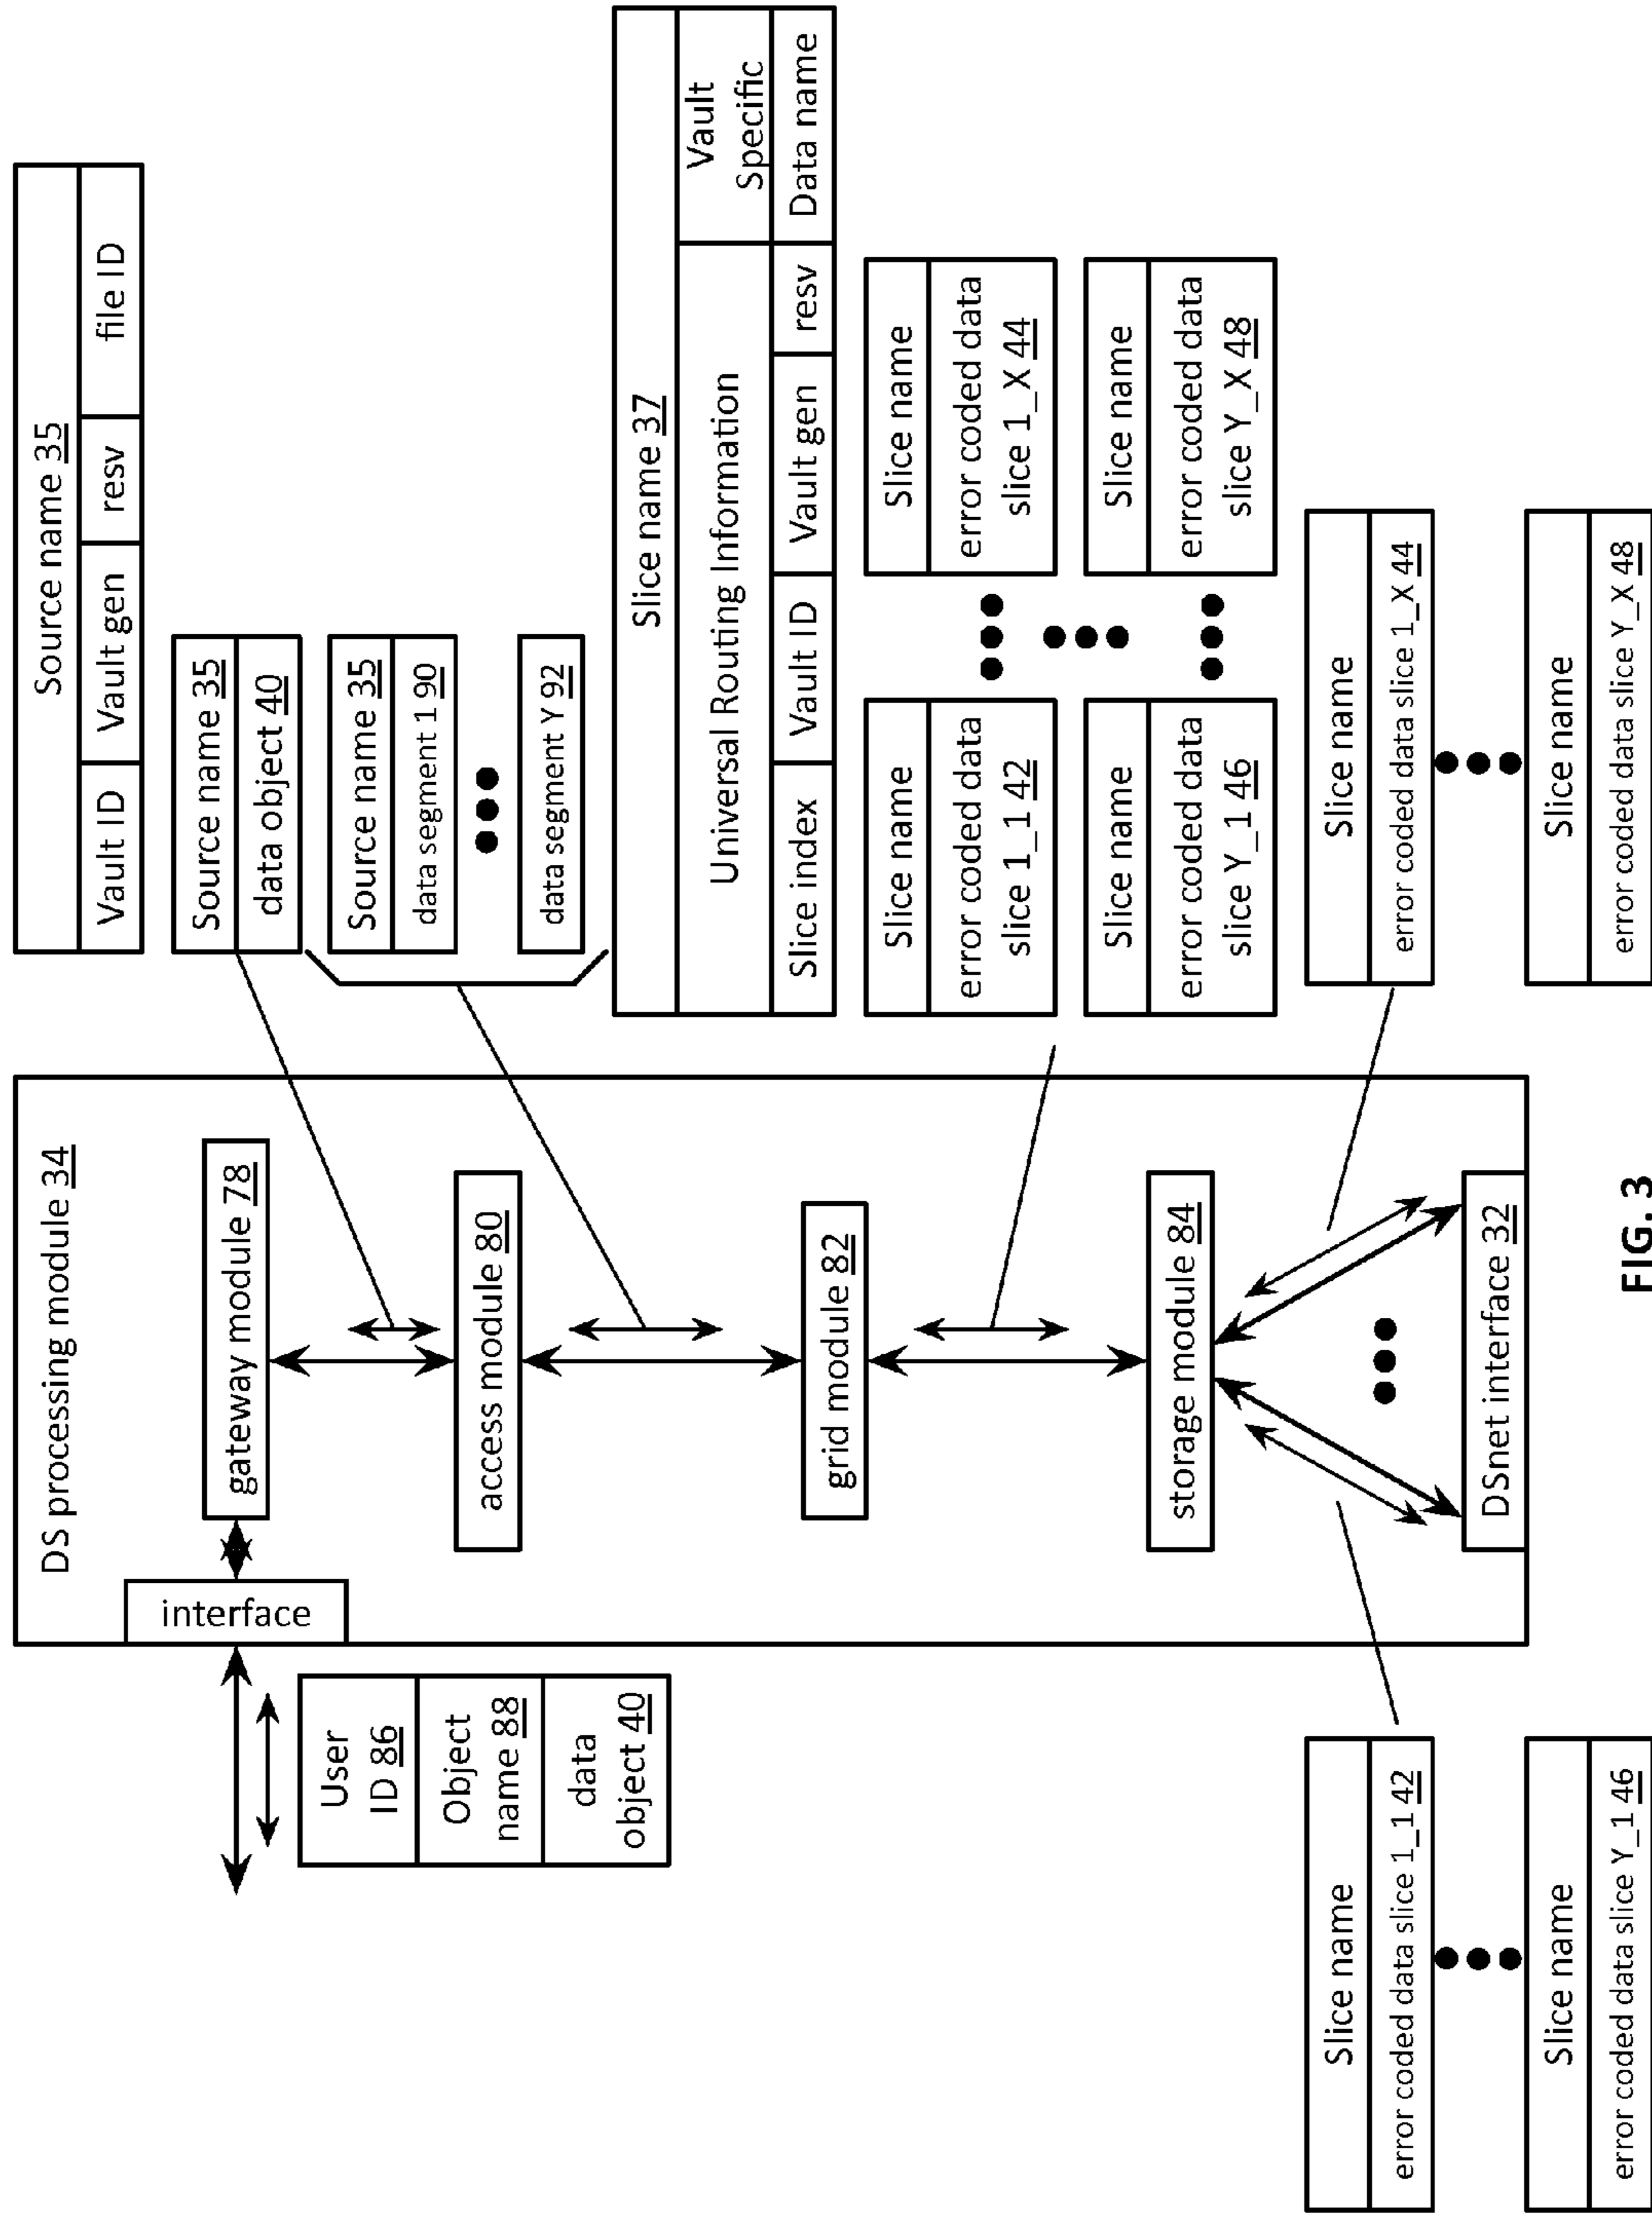 DS processing module 34
interface
gateway module 78
access module 80
grid module 82
storage module 84
DSnet interface 32
User
ID 86
Object
name 88
data
object 40
Source name 35
Vault ID
Vault gen
resv
file ID
Source name 35
data object 40
Source name 35
data segment 1 90
data segment Y 92
Slice name 37
Universal Routing Information
Vault
Specific
Slice index
Vault ID
Vault gen
resv
Data name
Slice name
error coded data
slice 1_1 42
Slice name
error coded data
slice 1_X 44
Slice name
error coded data
slice Y_1 46
Slice name
error coded data
slice Y_X 48
Slice name
error coded data slice 1_1 42
Slice name
error coded data slice Y_1 46
Slice name
error coded data slice 1_X 44
Slice name
error coded data slice Y_X 48
FIG. 3